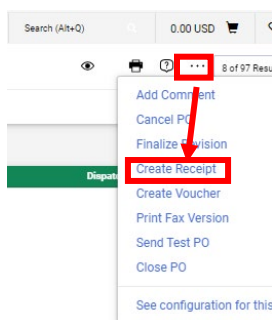 Search (Alt+Q)
0.00 USD
8 of 97 Resu
Add Comment
Cancel PO
Finalize Revision
Create Receipt
Create Voucher
Print Fax Version
Send Test PO
Close PO
See configuration for this
Dispat